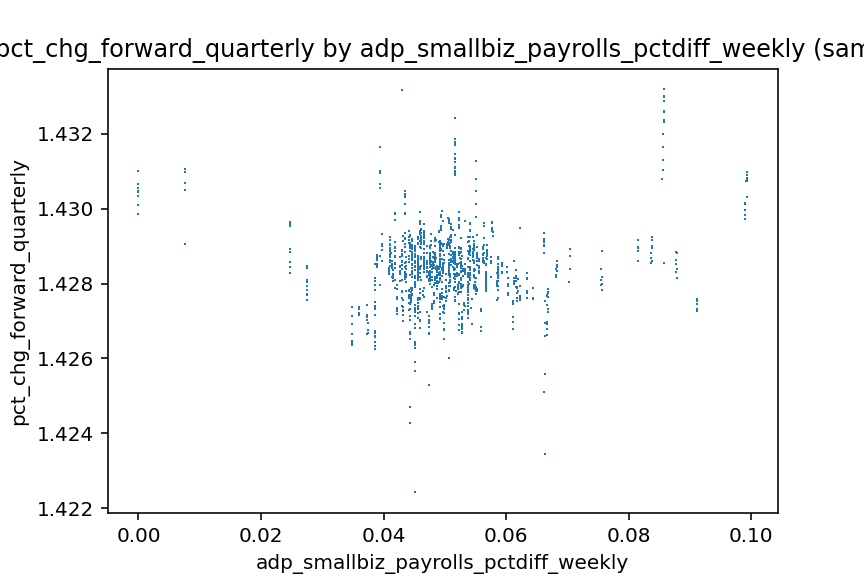 pct_chg_forward_quarterly by adp_smallbiz_payrolls_pctdiff_weekly (sam
1.432
1.430
1.428
1.426
1.424
1.422
pct_chg_forward_quarterly
0.00 0.02 0.04 0.06 0.08 0.10
adp_smallbiz_payrolls_pctdiff_weekly